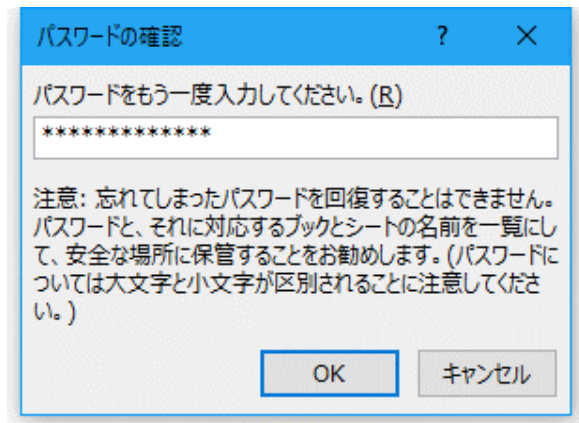 パスワードの確認 ? ×
パスワードをもう一度入力してください。(R)
*************
注意: 忘れてしまったパスワードを回復することはできません。
パスワードと、それに対応するブックとシートの名前を一覧にし
て、安全な場所に保管することをお勧めします。(パスワードに
ついては大文字と小文字が区別されることに注意してくださ
い。)
OK キャンセル